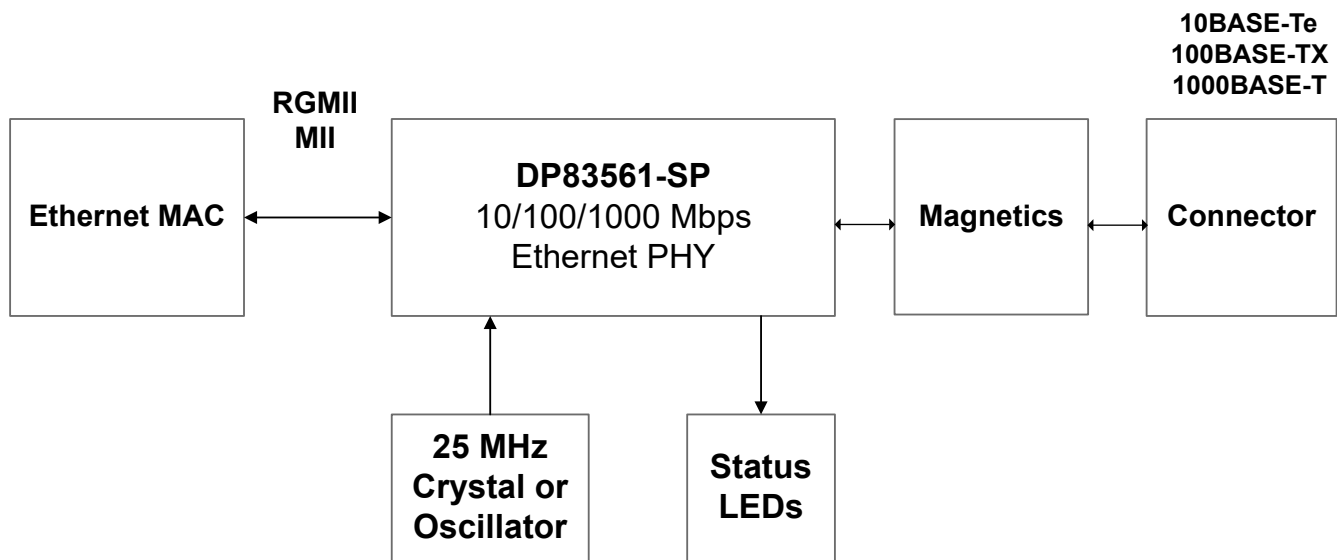 10BASE-Te
100BASE-TX
1000BASE-T
RGMII
MII
Ethernet MAC
DP83561-SP
10/100/1000 Mbps
Ethernet PHY
Magnetics
Connector
25 MHz
Crystal or
Oscillator
Status
LEDs